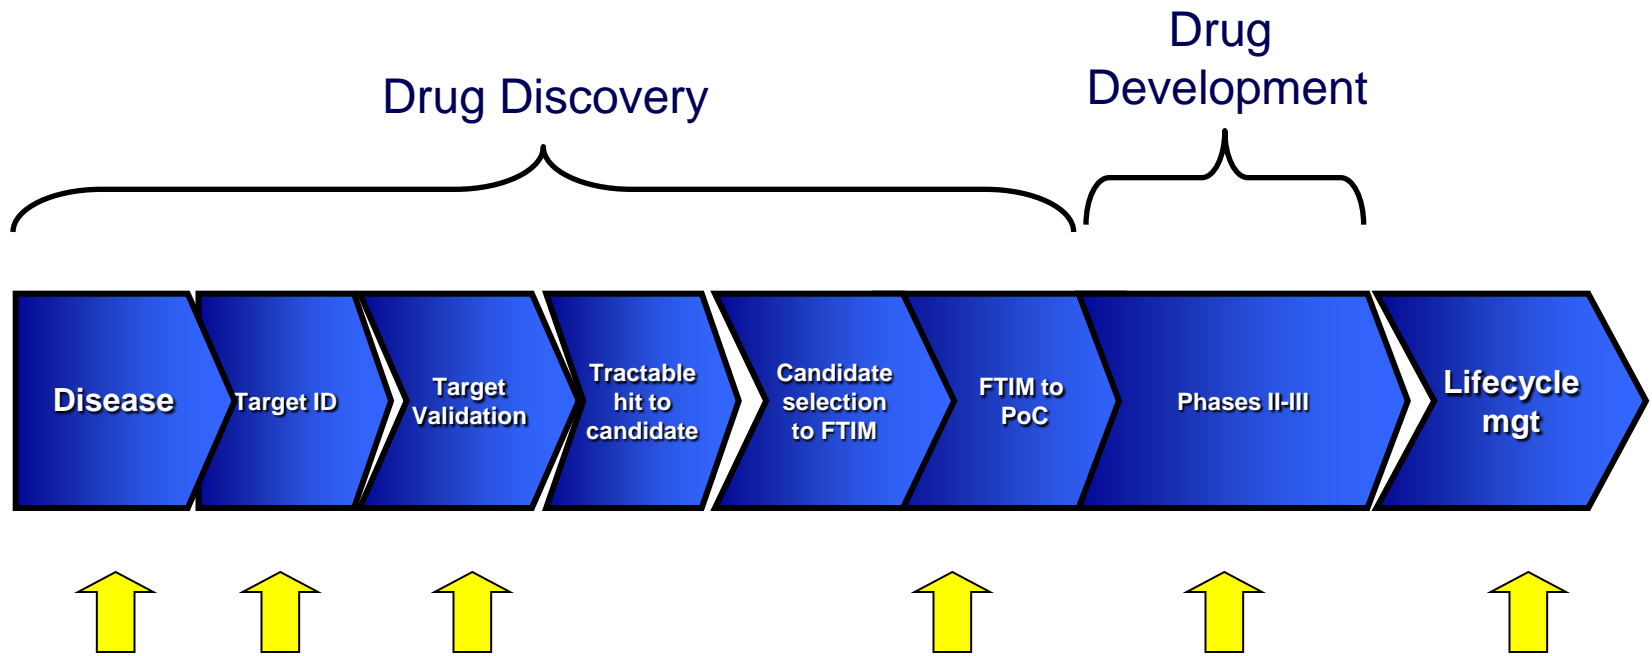 Drug
Development
Drug Discovery
Disease
Target ID
Target
Validation
Tractable
hit to
candidate
Candidate
selection
to FTIM
FTIM to
PoC
Phases II-III
Lifecycle
mgt